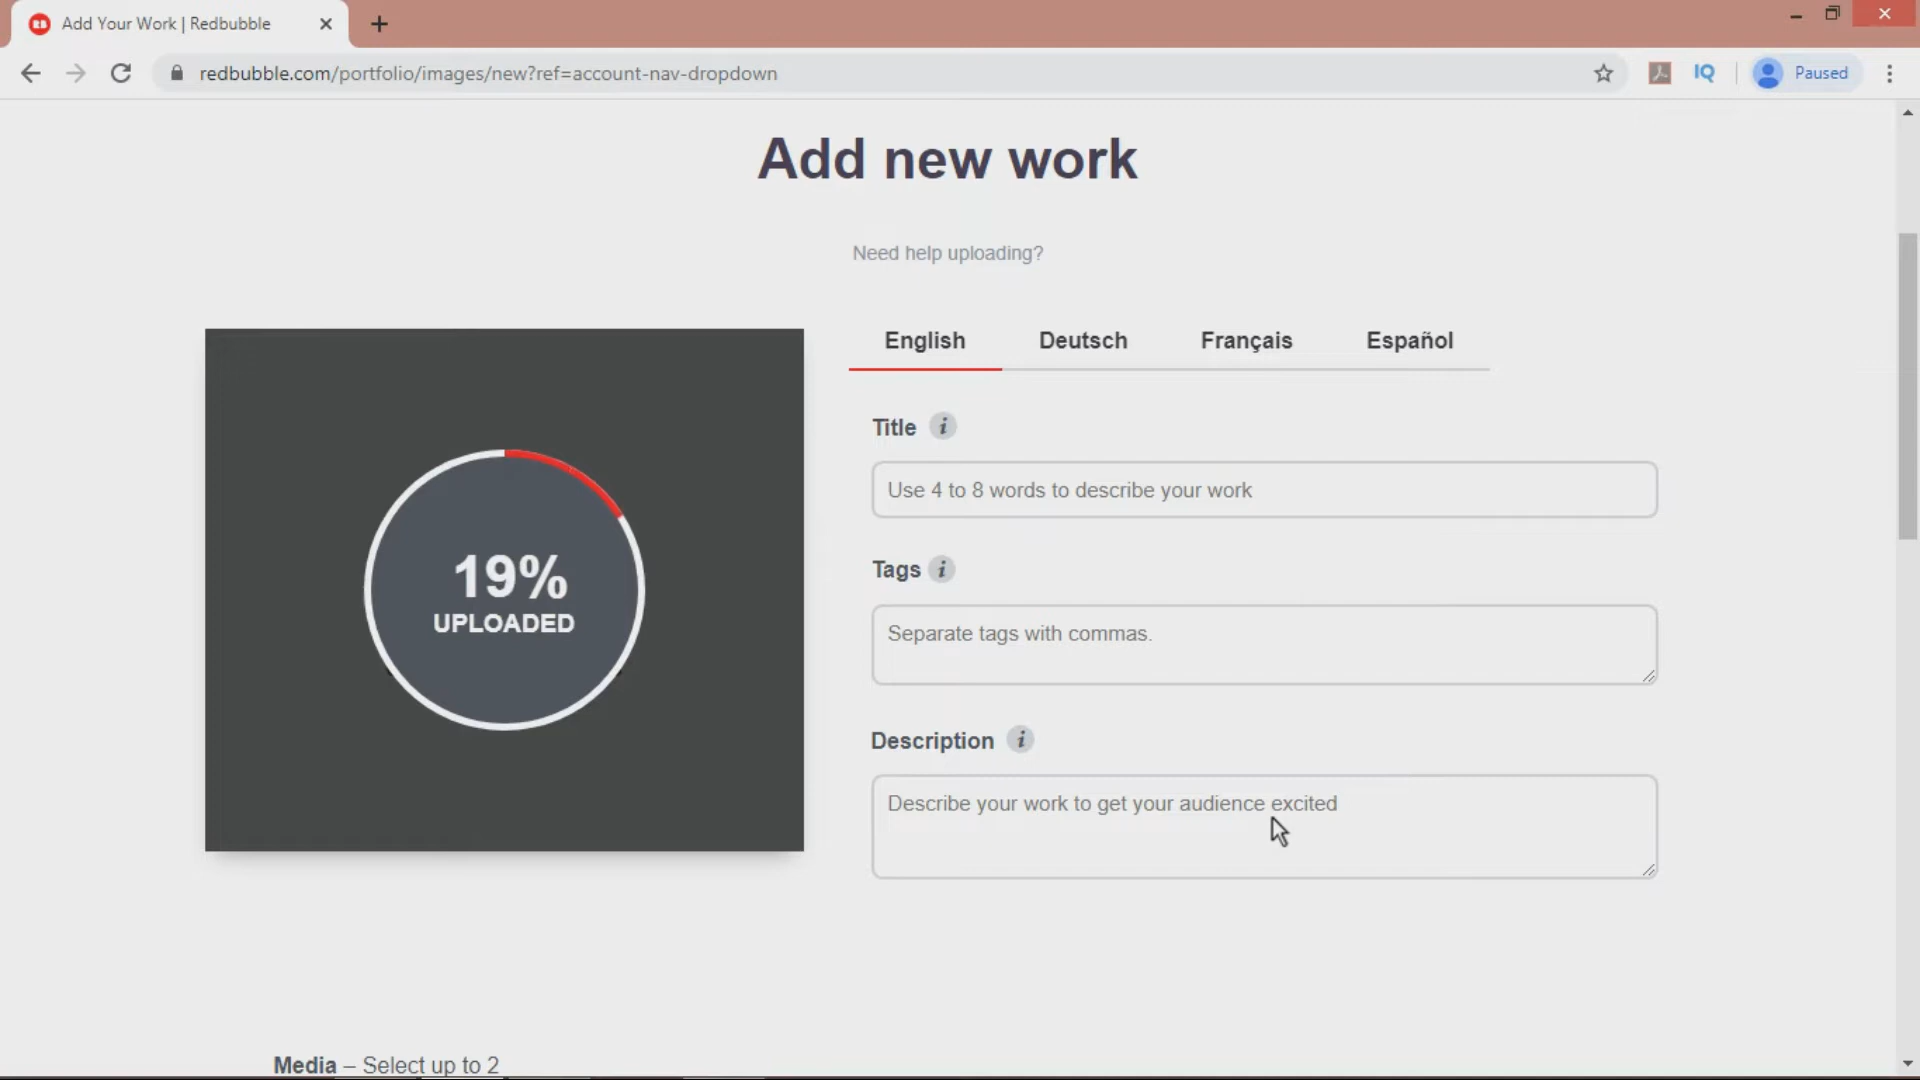 Add Your Work | Redbubble
redbubble.com/portfolio/images/new?ref=account-nav-dropdown
IQ
Paused
Add new work
Need help uploading?
English Deutsch Français Español
19%
UPLOADED
Title i
Use 4 to 8 words to describe your work
Tags i
Separate tags with commas.
Description i
Describe your work to get your audience excited
Media – Select up to 2